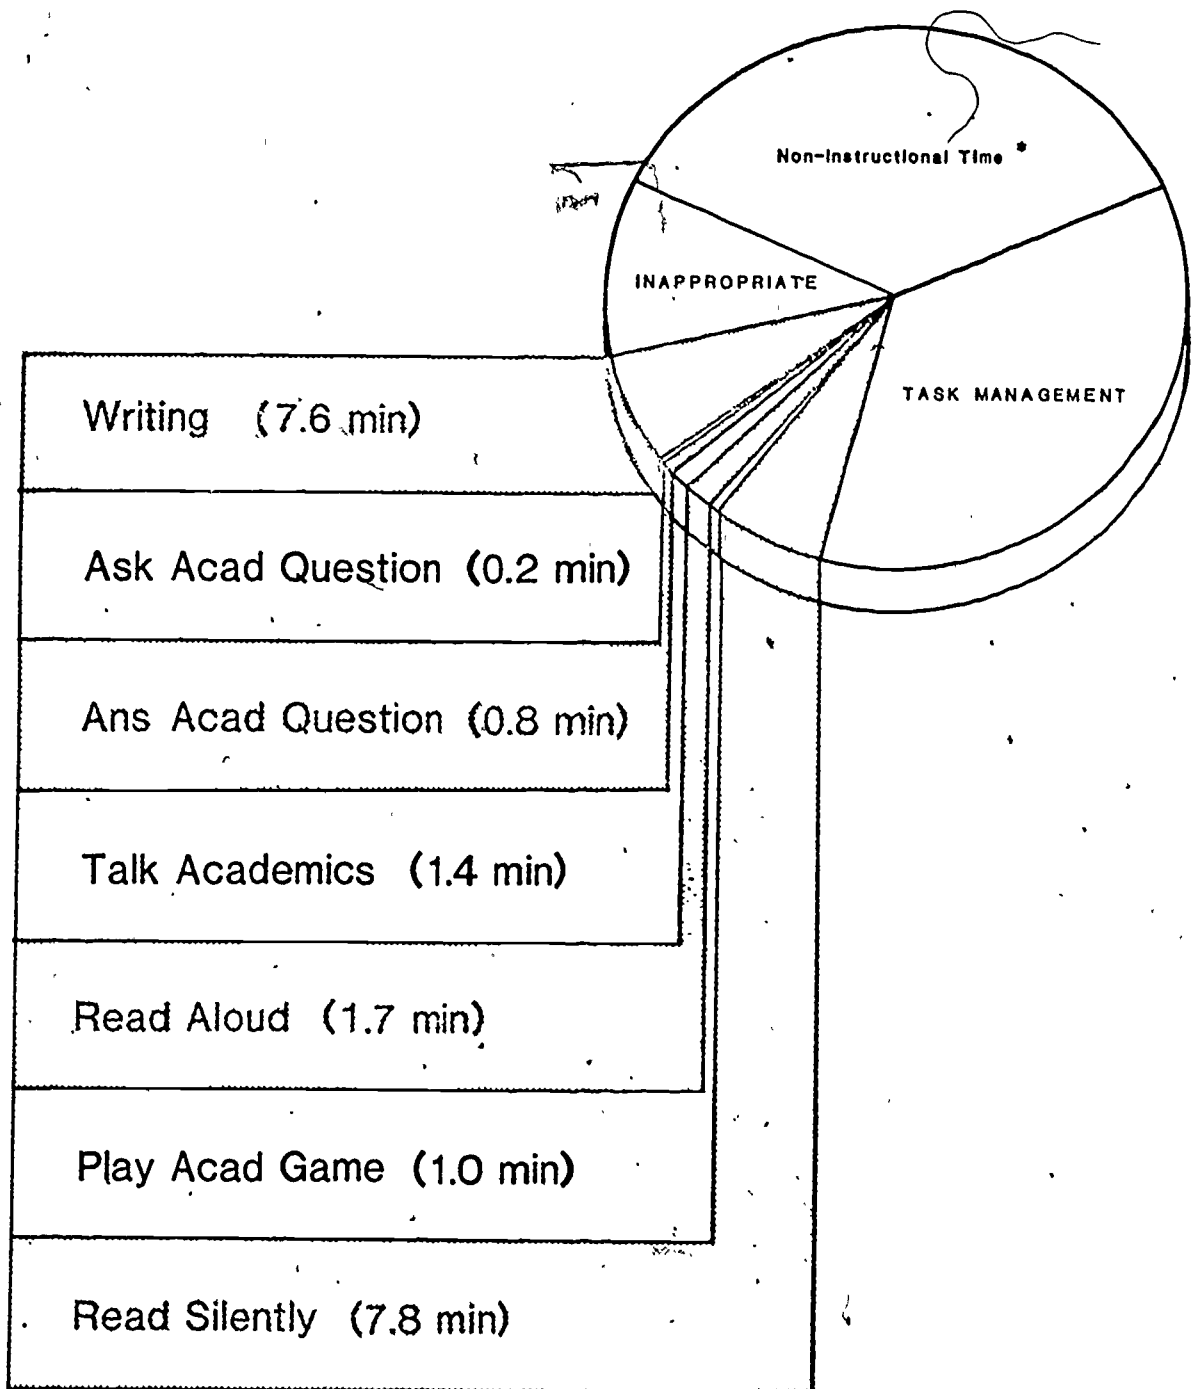 Non-Instructional Time *
INAPPROPRIATE
TASK MANAGEMENT
Writing (7.6 min)
Ask Acad Question (0.2 min)
Ans Acad Question (0.8 min)
Talk Academics (1.4 min)
Read Aloud (1.7 min)
Play Acad Game (1.0 min)
Read Silently (7.8 min)